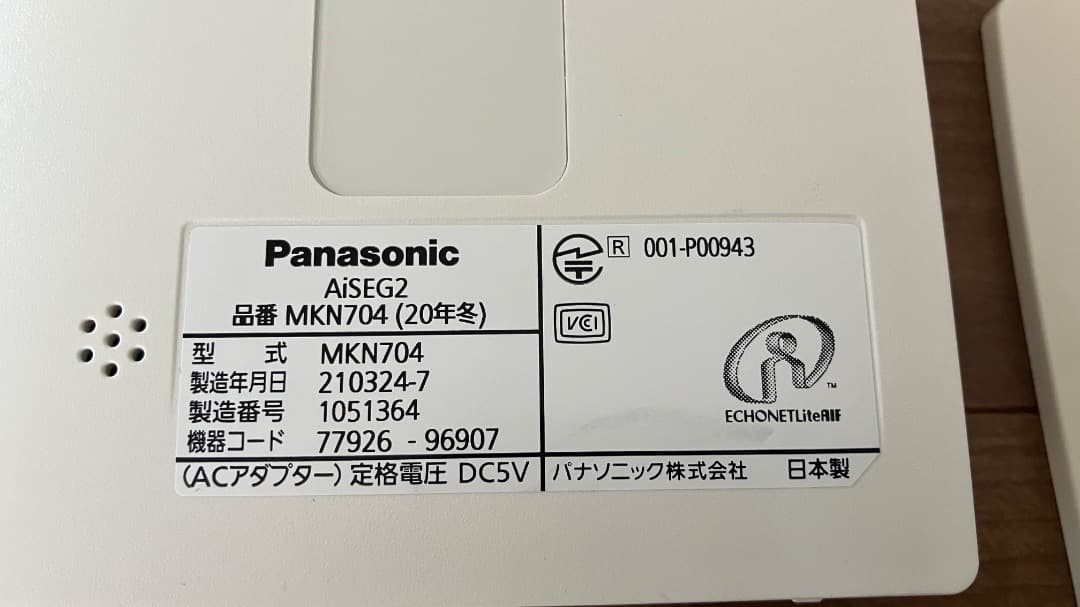 Panasonic
AiSEG2
品番 MKN704 (20年冬)
型 式 MKN704
製造年月日 210324-7
製造番号 1051364
機器コード 77926 - 96907
(ACアダプター) 定格電圧 DC5V
R 001-P00943
VCI
TM
ECHONETLiteAIF
パナソニック株式会社 日本製